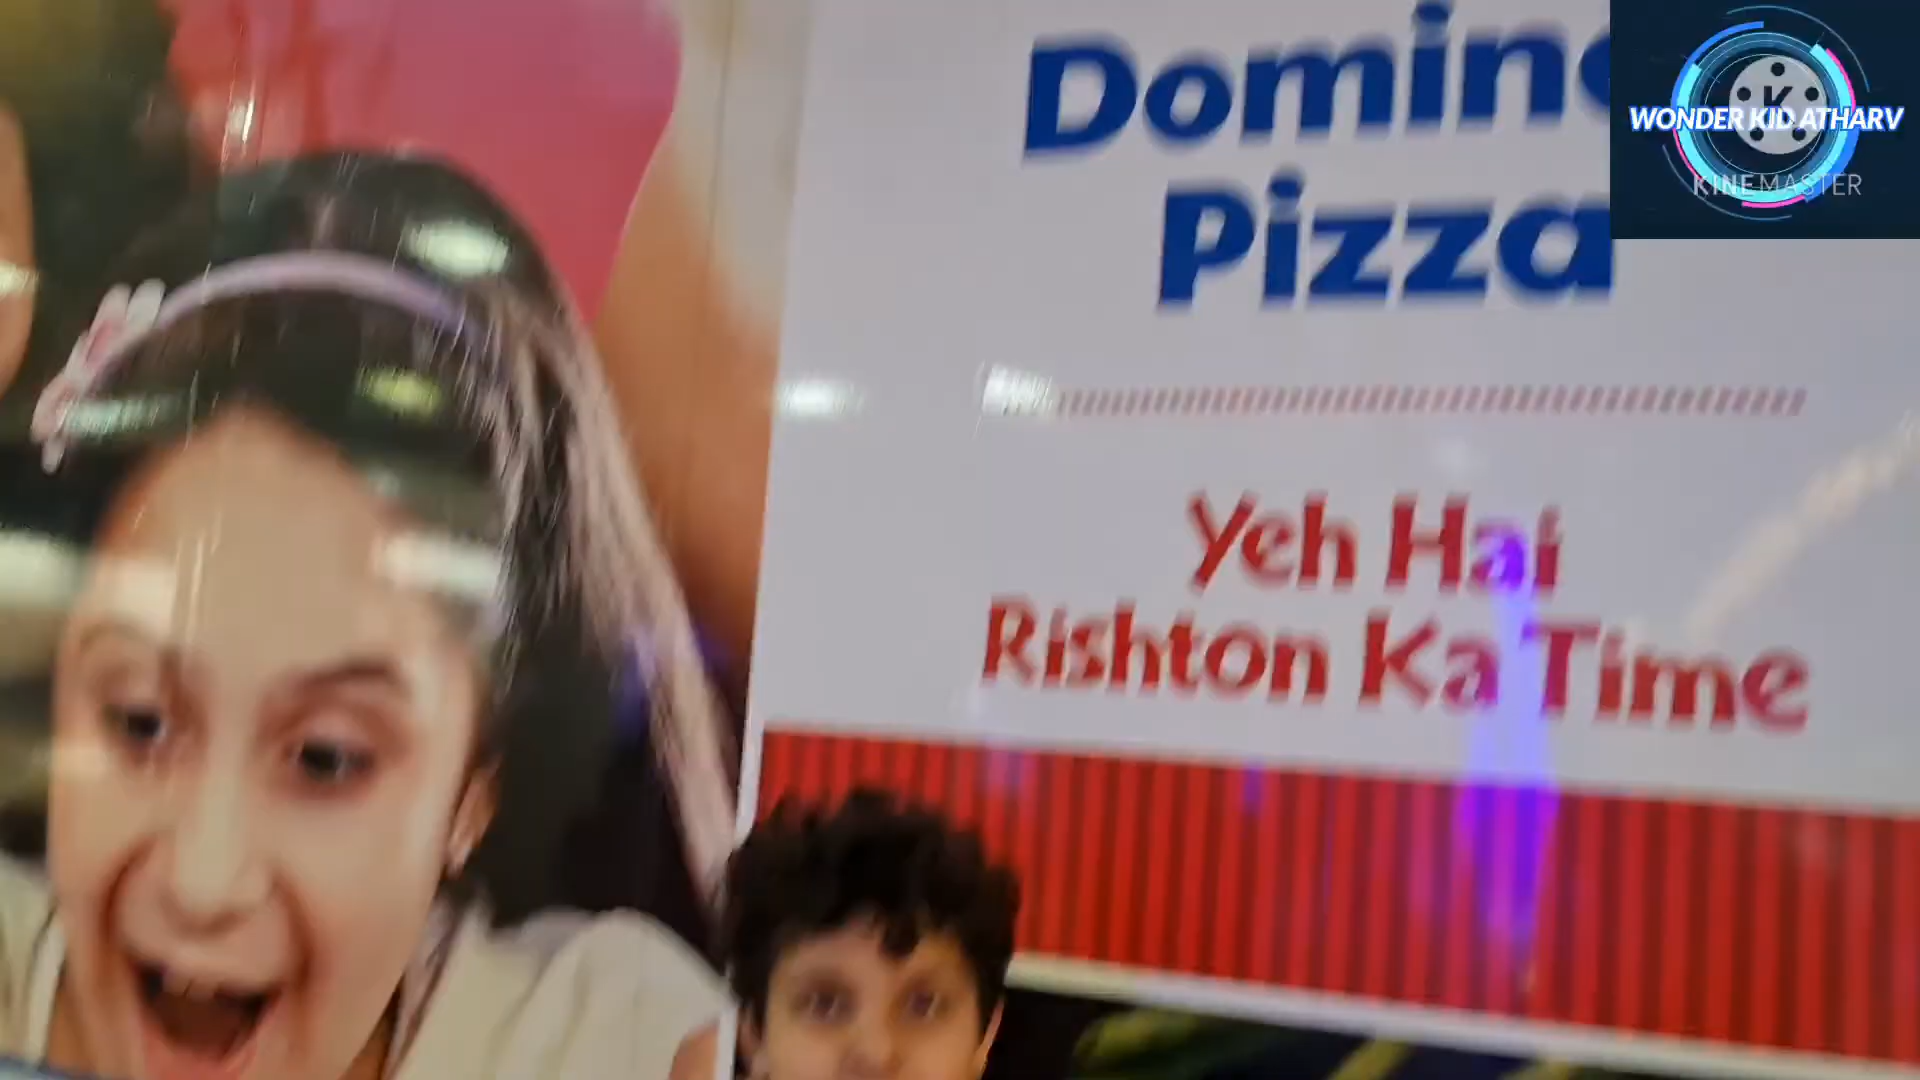 Domino
Pizza
Yeh Hai
Rishton Ka Time
WONDER KID ATHARV
K
KINEMASTER